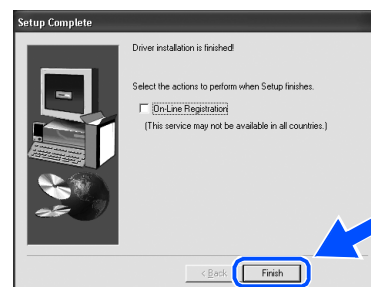 Setup Complete
Driver installation is finished!
Select the actions to perform when Setup finishes.
On-Line Registration
(This service may not be available in all countries.)
< Back
Finish